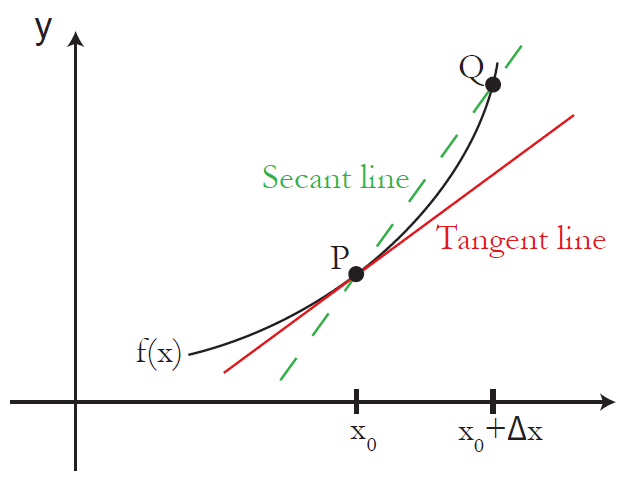 y
Q
Secant line
Tangent line
P
f(x)
x₀
x₀+Δx